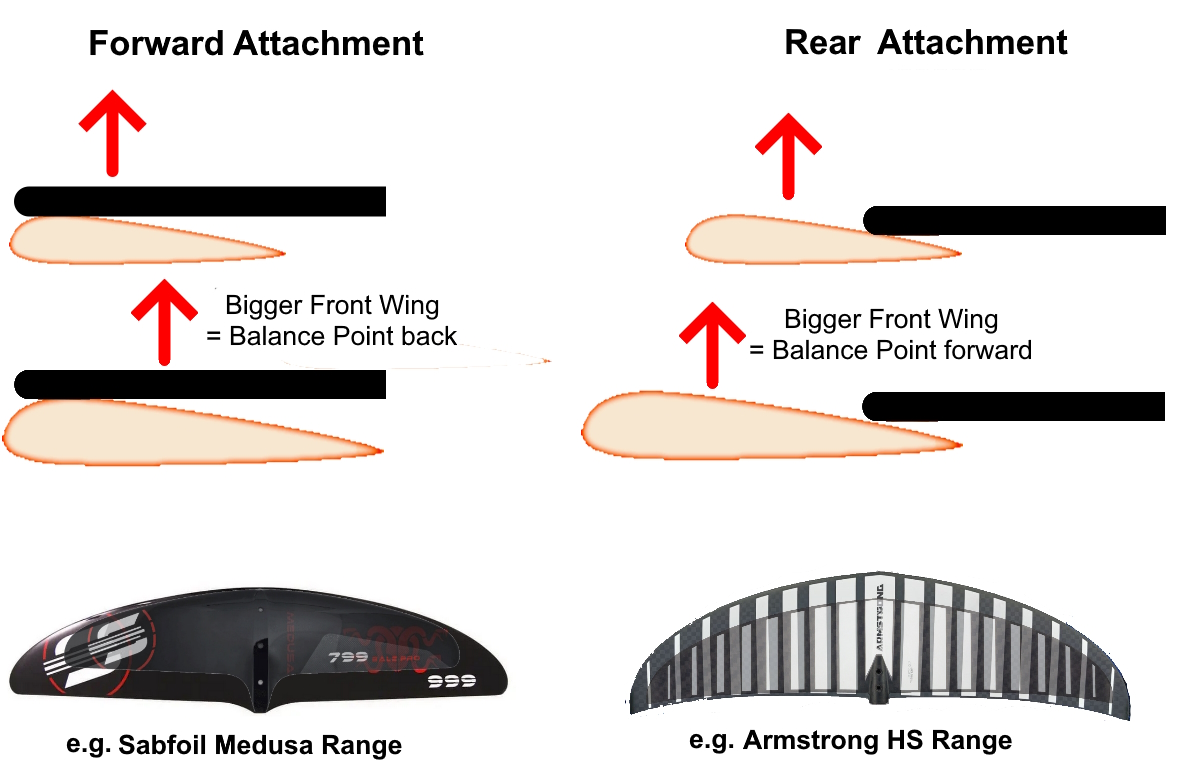 Forward Attachment
Rear Attachment
Bigger Front Wing
= Balance Point back
Bigger Front Wing
= Balance Point forward
MEDUSA
799
999
ARMSTRONG
e.g. Sabfoil Medusa Range
e.g. Armstrong HS Range